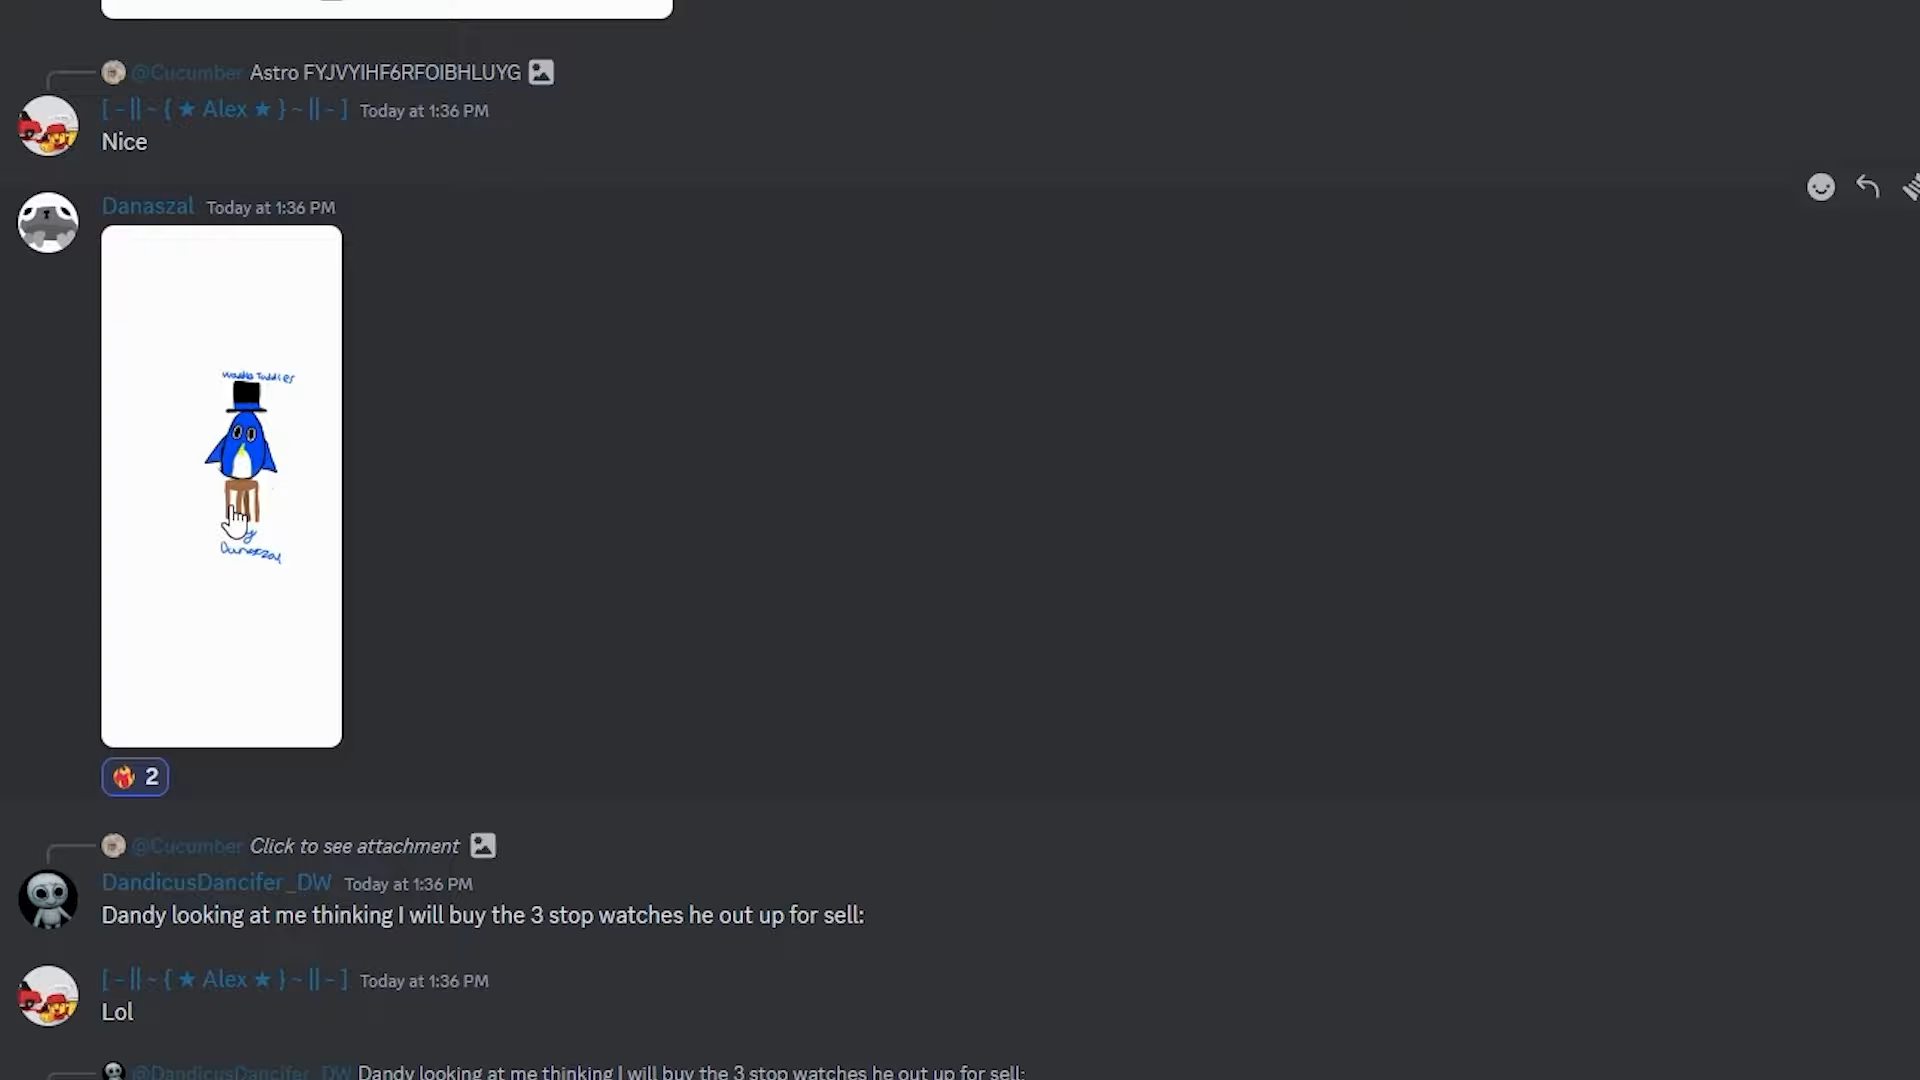 @Cucumber Astro FYJVYIHF6RFOIBHLUYG
[ - || ~ { ★ Alex ★ } ~ || - ] Today at 1:36 PM
Nice
Danaszal Today at 1:36 PM
Danaszal
2
@Cucumber Click to see attachment
DandicusDancifer_DW Today at 1:36 PM
Dandy looking at me thinking I will buy the 3 stop watches he out up for sell:
[ - || ~ { ★ Alex ★ } ~ || - ] Today at 1:36 PM
Lol
@DandicusDancifer_DW Dandy looking at me thinking I will buy the 3 stop watches he out up for sell: